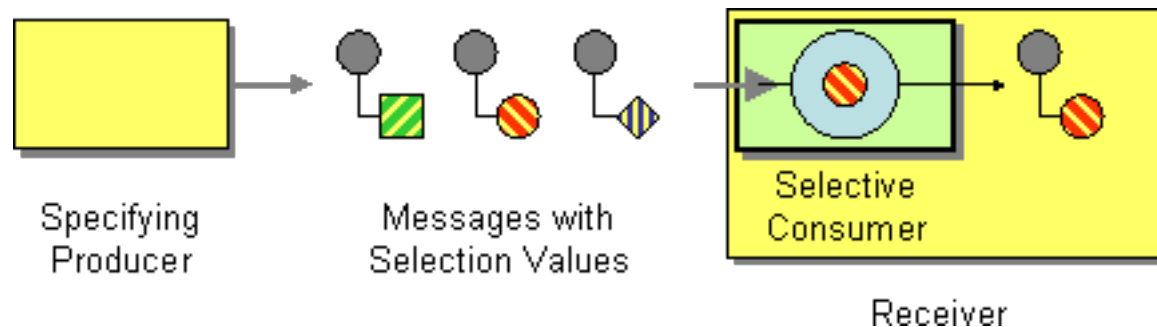 Specifying
Producer
Messages with
Selection Values
Selective
Consumer
Receiver